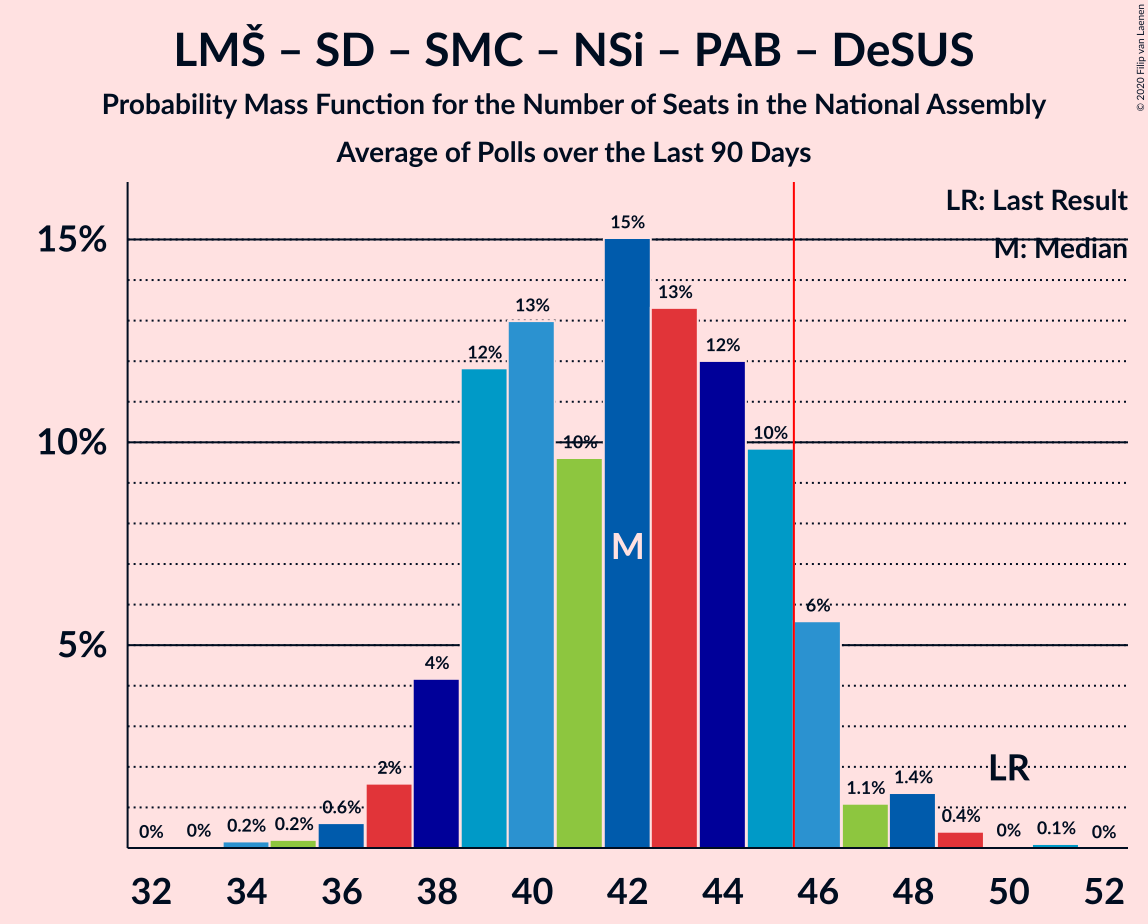 LMŠ – SD – SMC – NSi – PAB – DeSUS
Probability Mass Function for the Number of Seats in the National Assembly
Average of Polls over the Last 90 Days
© 2020 Filip van Laenen
LR: Last Result
M: Median
15%
10%
5%
0%
0%
0.2%
0.2%
0.6%
2%
4%
12%
13%
10%
15%
13%
12%
10%
6%
1.1%
1.4%
0.4%
0%
0.1%
0%
M
LR
32 34 36 38 40 42 44 46 48 50 52